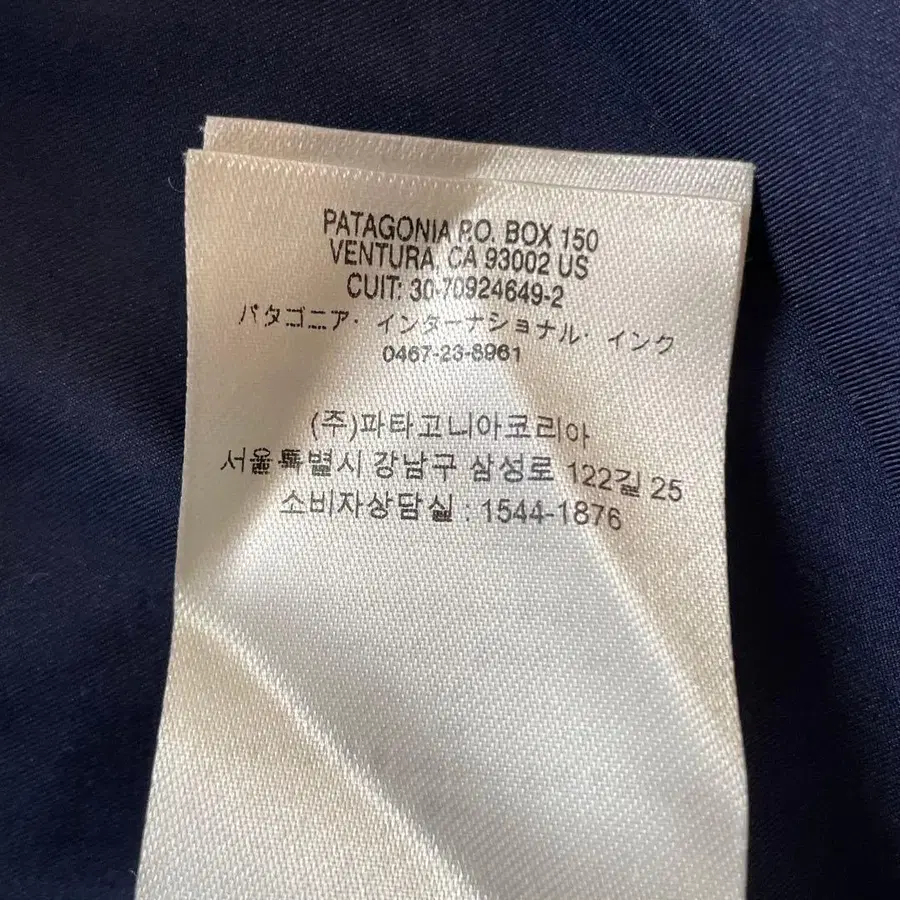 PATAGONIA P.O. BOX 150
VENTURA, CA 93002 US
CUIT: 30-70924649-2
パタゴニア・インターナショナル・インク
0467-23-8961
(주)파타고니아코리아
서울특별시 강남구 삼성로 122길 25
소비자상담실 : 1544-1876